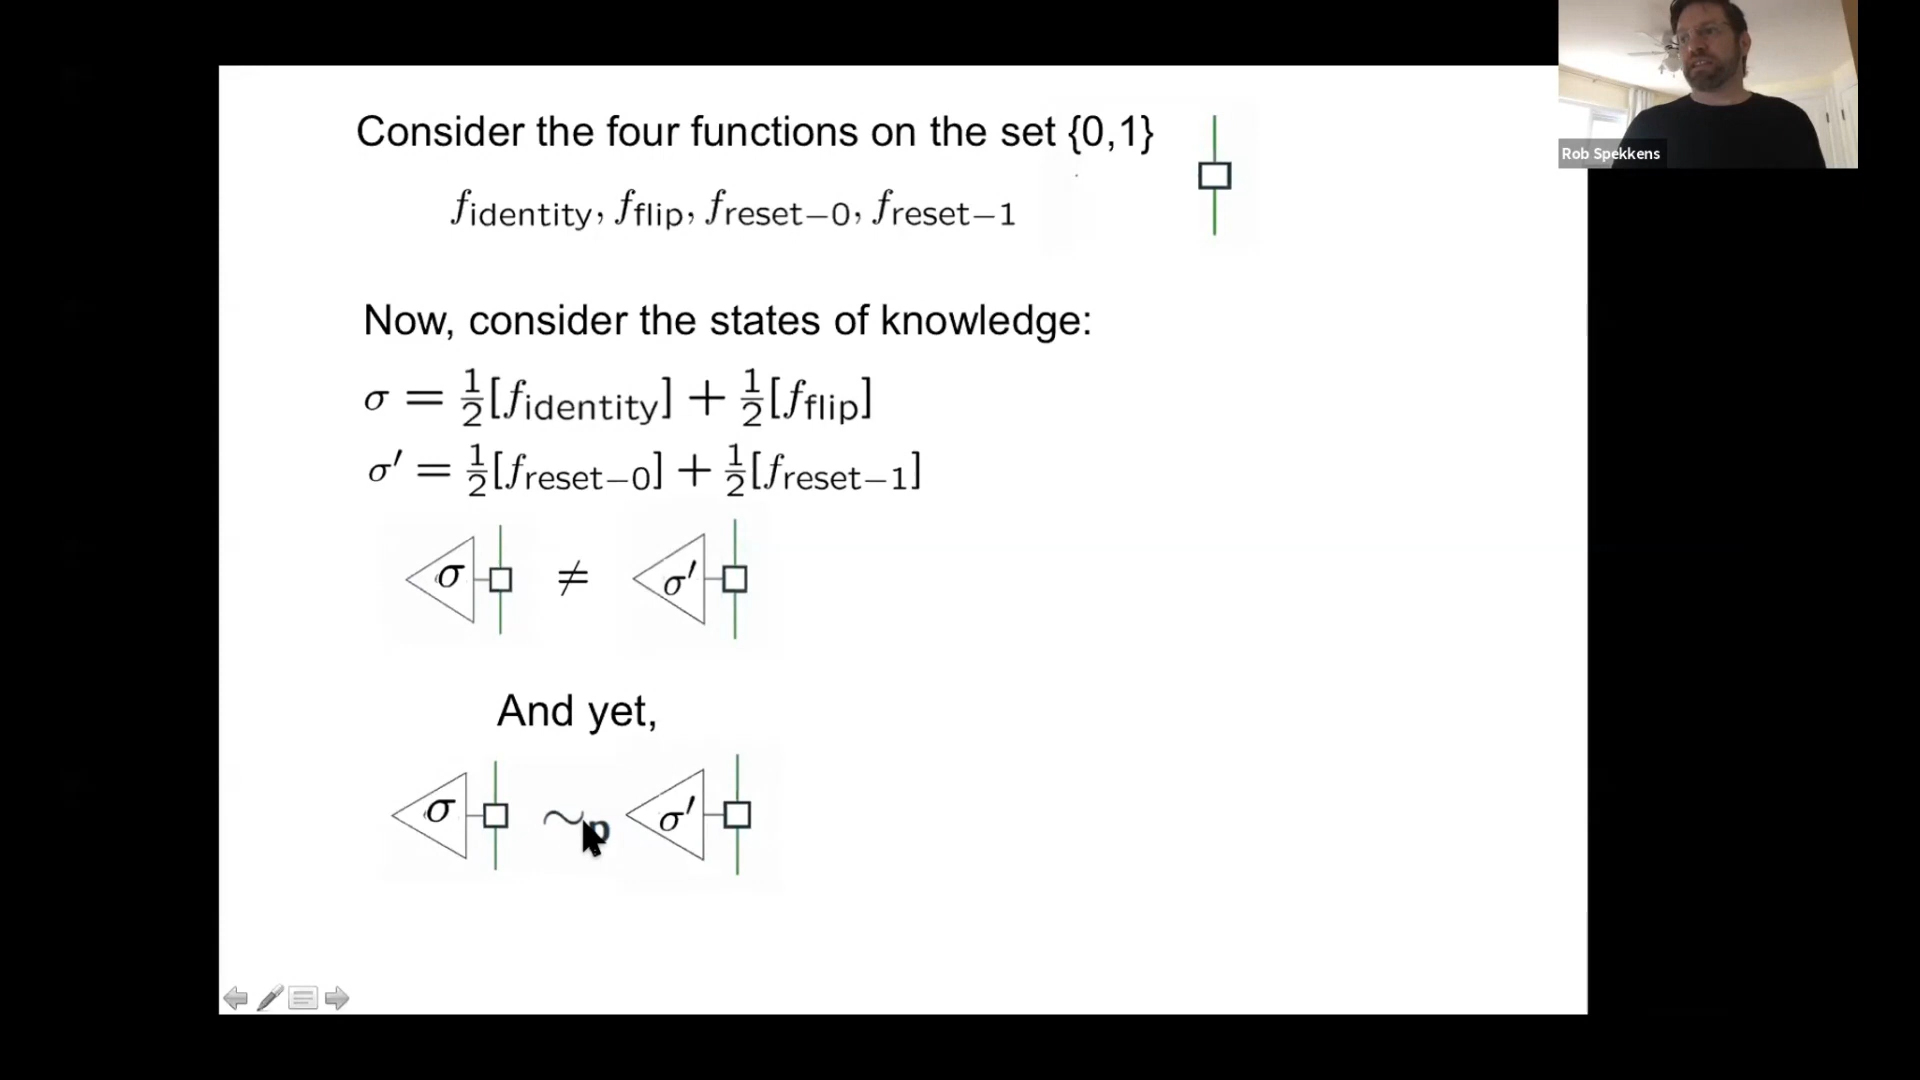 Consider the four functions on the set {0,1}
f_identity, f_flip, f_reset−0, f_reset−1
Rob Spekkens
Now, consider the states of knowledge:
σ = 1/2[f_identity] + 1/2[f_flip]
σ′ = 1/2[f_reset−0] + 1/2[f_reset−1]
σ ≠ σ′
And yet,
σ ∼p σ′